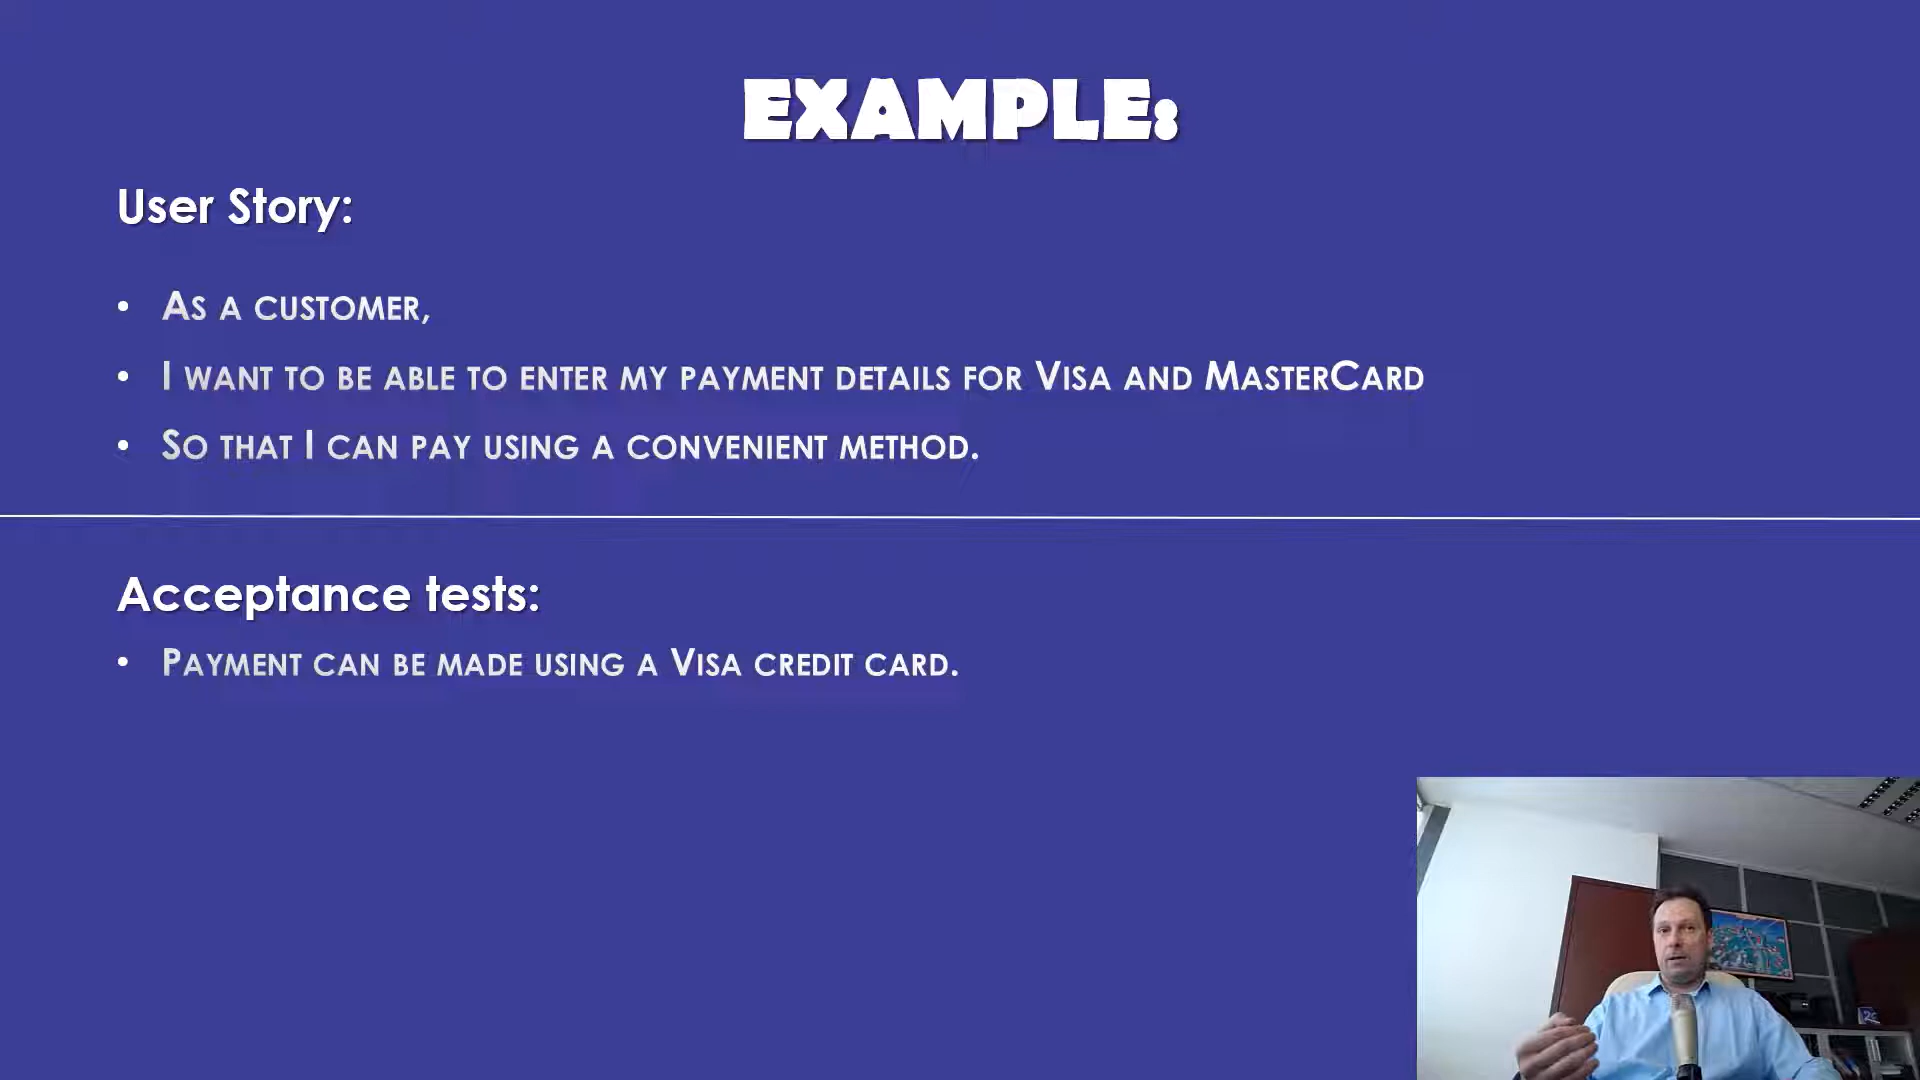 EXAMPLE:
User Story:
• As a customer,
• I want to be able to enter my payment details for Visa and MasterCard
• So that I can pay using a convenient method.
Acceptance tests:
• Payment can be made using a Visa credit card.